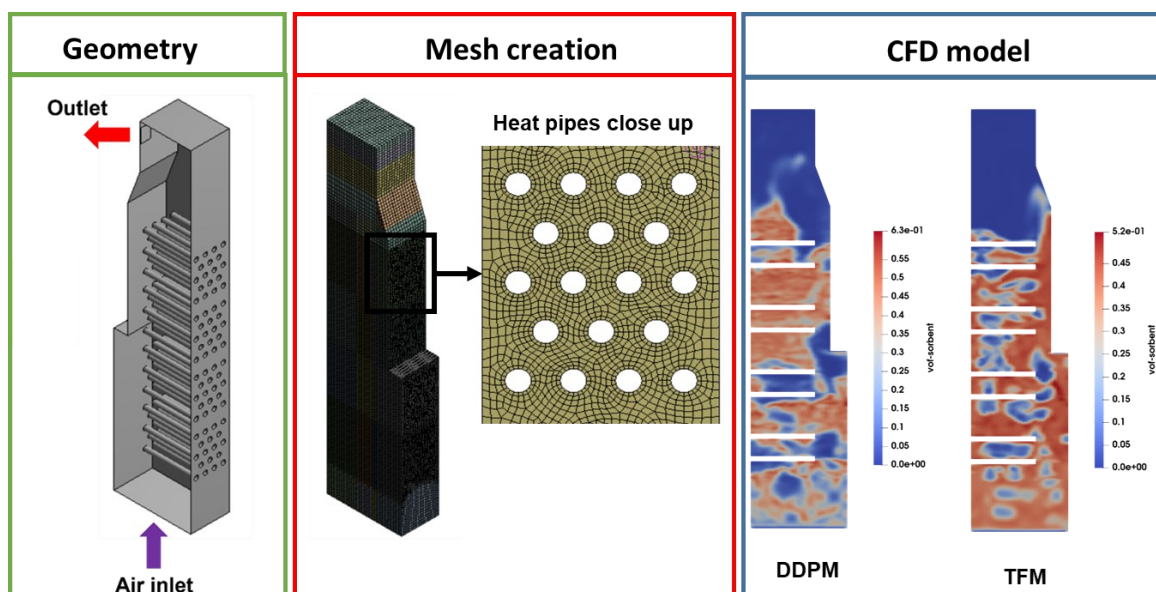 Geometry
Mesh creation
CFD model
Outlet
Air inlet
Heat pipes close up
6.3e-01
0.55
0.5
0.45
0.4
0.35
0.3
0.25
0.2
0.15
0.1
0.05
0.0e+00
vof-sorbent
DDPM
5.2e-01
0.45
0.4
0.35
0.3
0.25
0.2
0.15
0.1
0.05
0.0e+00
vof-sorbent
TFM